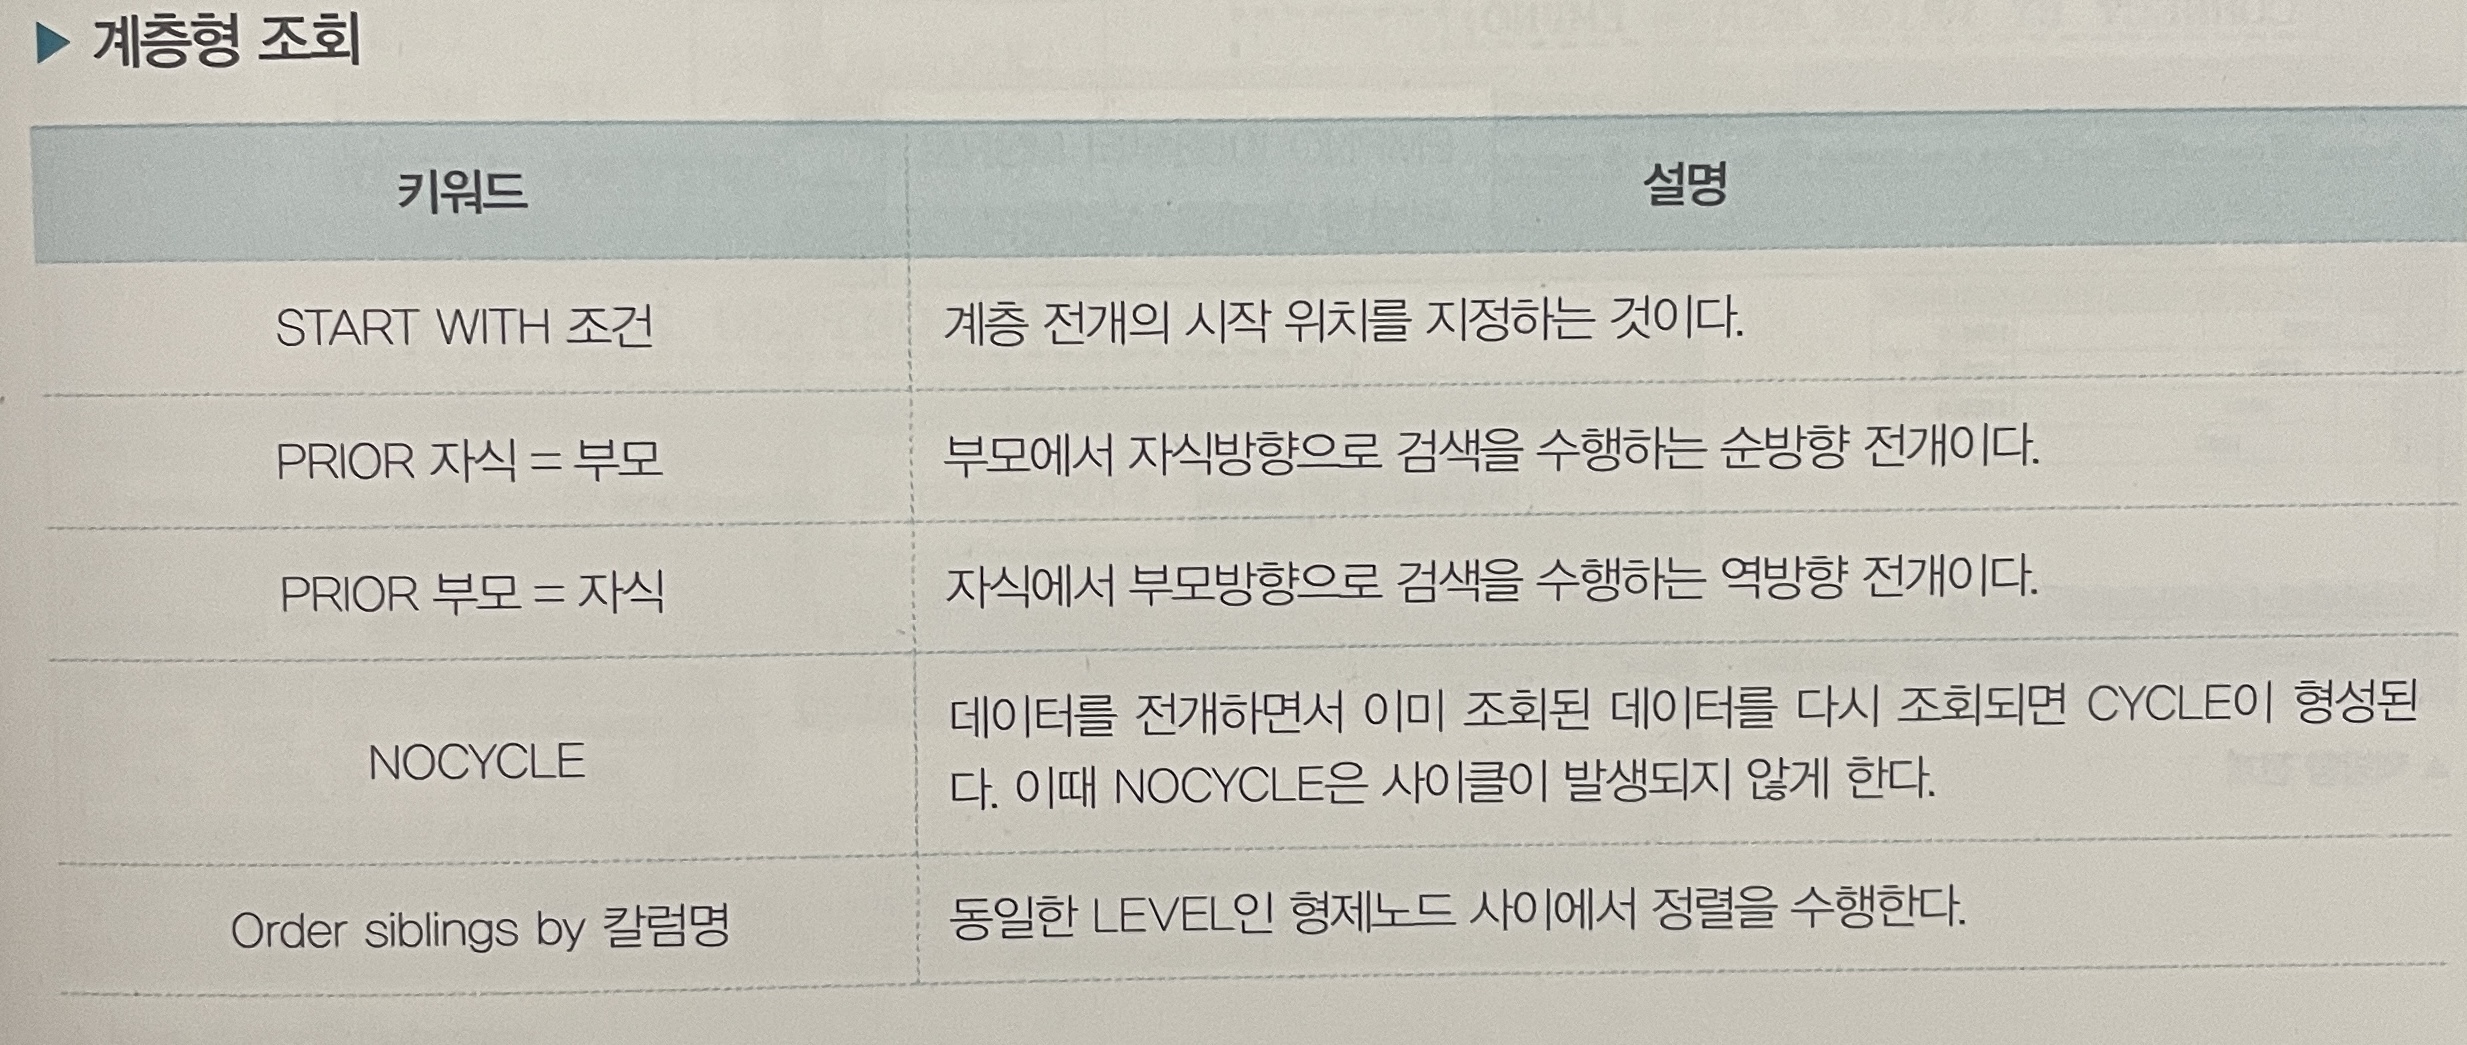 ▶ 계층형 조회
키워드 설명
START WITH 조건 계층 전개의 시작 위치를 지정하는 것이다.
PRIOR 자식 = 부모 부모에서 자식방향으로 검색을 수행하는 순방향 전개이다.
PRIOR 부모 = 자식 자식에서 부모방향으로 검색을 수행하는 역방향 전개이다.
데이터를 전개하면서 이미 조회된 데이터를 다시 조회되면 CYCLE이 형성된
NOCYCLE
다. 이때 NOCYCLE은 사이클이 발생되지 않게 한다.
Order siblings by 칼럼명 동일한 LEVEL인 형제노드 사이에서 정렬을 수행한다.